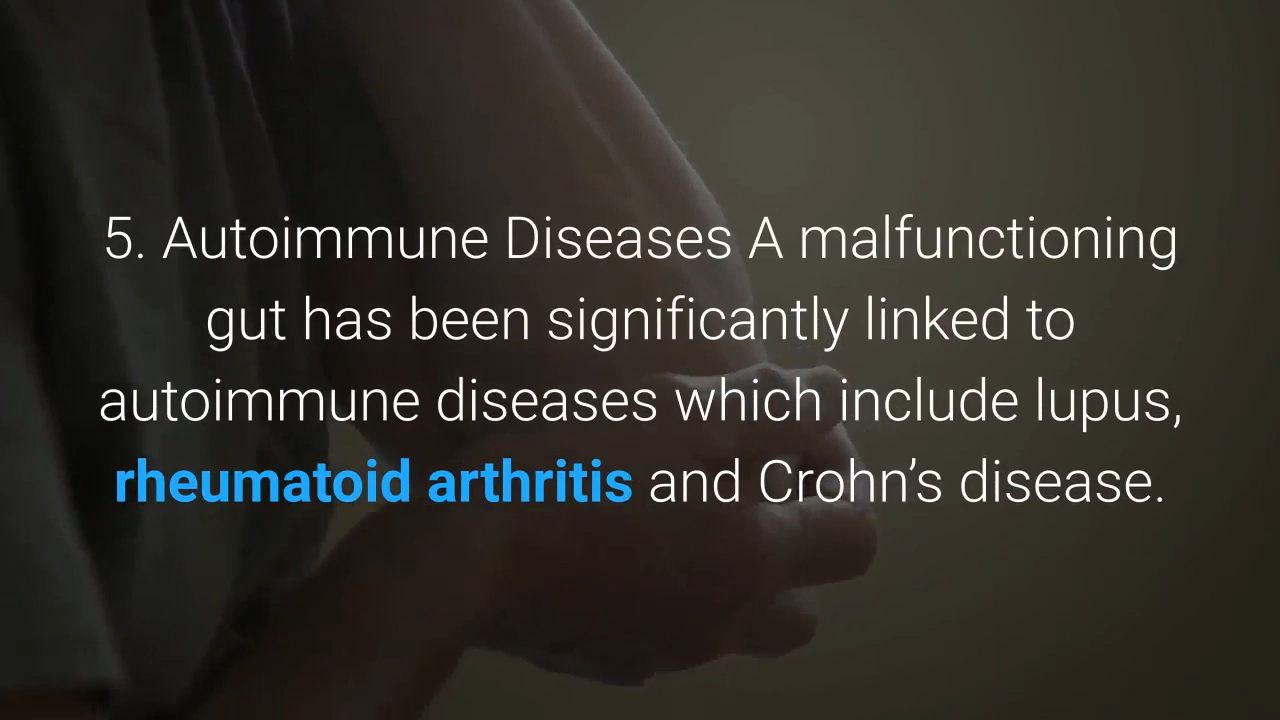 5. Autoimmune Diseases A malfunctioning
gut has been significantly linked to
autoimmune diseases which include lupus,
rheumatoid arthritis and Crohn’s disease.